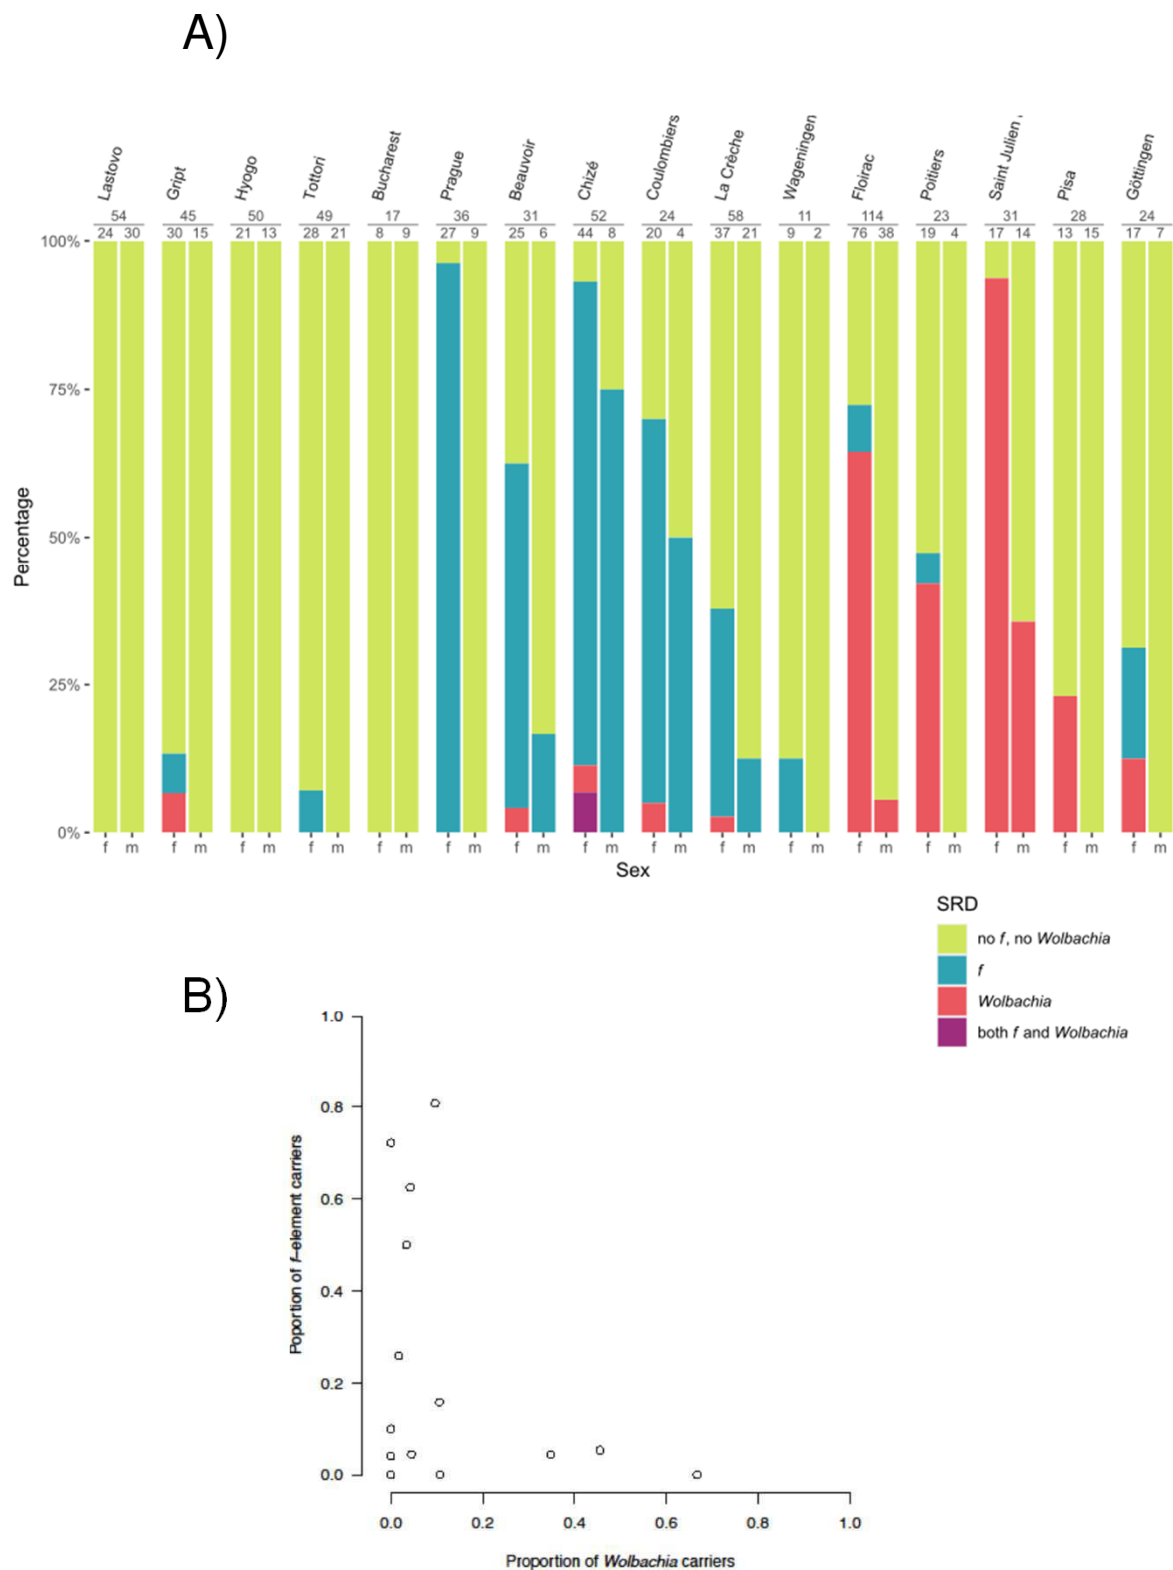 A)
Lastovo Gript Hyogo Tottori Bucharest Prague Beauvoir Chizé Coulombiers La Crèche Wageningen Floirac Poitiers Saint Julien Pisa Göttingen
54 45 50 49 17 36 31 52 24 58 11 114 23 31 28 24
24 30 30 15 21 13 28 21 8 9 27 9 25 6 44 8 20 4 37 21 9 2 76 38 19 4 17 14 13 15 17 7
100%
75%
50%
25%
0%
Percentage
f m f m f m f m f m f m f m f m f m f m f m f m f m f m f m f m
Sex
SRD
no f, no Wolbachia
f
Wolbachia
both f and Wolbachia
B)
1.0
0.8
0.6
0.4
0.2
0.0
Poportion of f-element carriers
0.0 0.2 0.4 0.6 0.8 1.0
Proportion of Wolbachia carriers